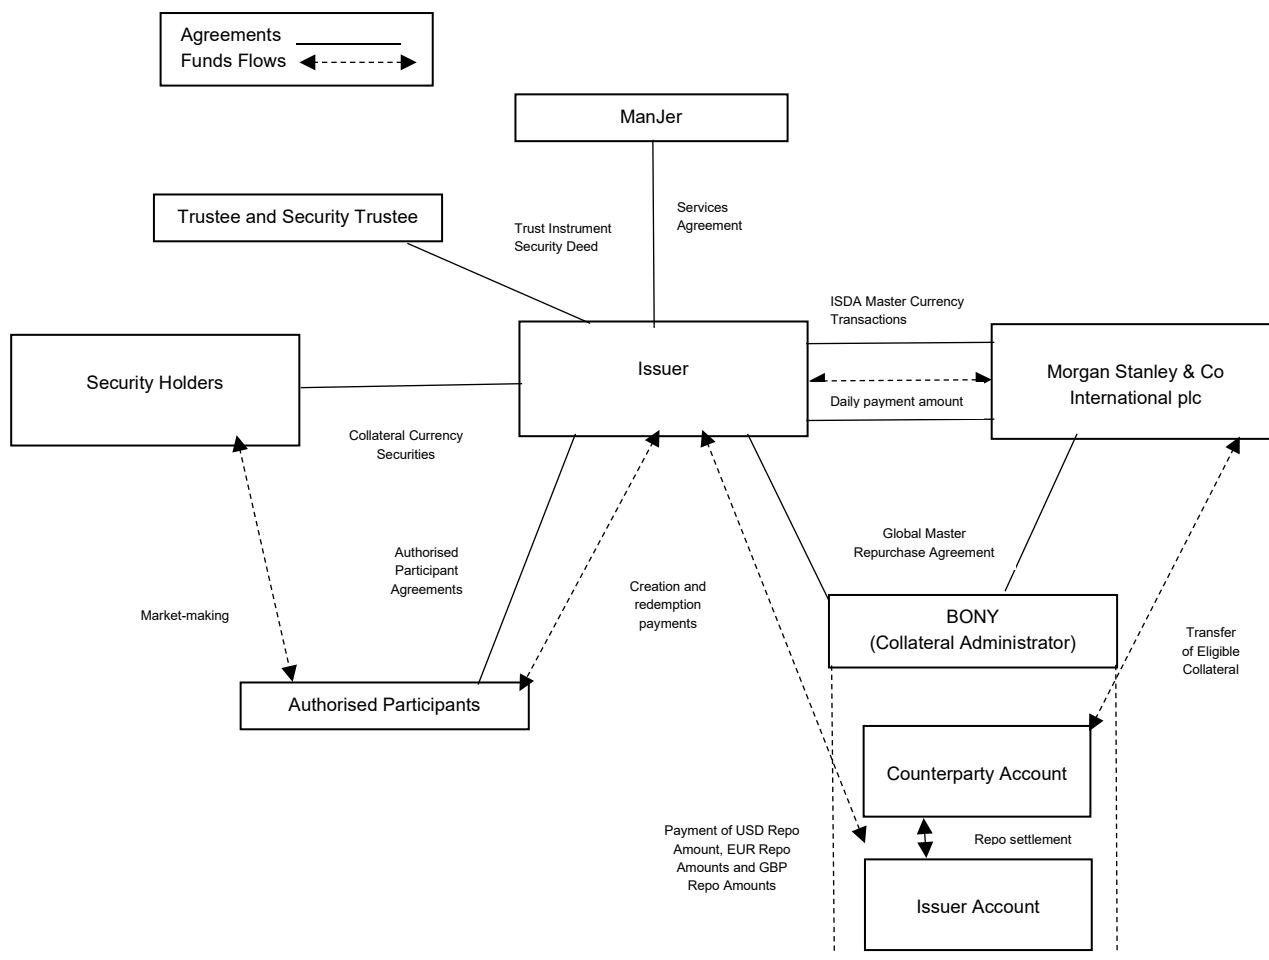 Agreements
Funds Flows
ManJer
Trustee and Security Trustee
Trust Instrument
Security Deed
Services
Agreement
ISDA Master Currency
Transactions
Security Holders
Issuer
Morgan Stanley & Co
International plc
Daily payment amount
Collateral Currency
Securities
Global Master
Repurchase Agreement
Authorised
Participant
Agreements
Creation and
redemption
payments
Market-making
BONY
(Collateral Administrator)
Transfer
of Eligible
Collateral
Authorised Participants
Counterparty Account
Payment of USD Repo
Amount, EUR Repo
Amounts and GBP
Repo Amounts
Repo settlement
Issuer Account